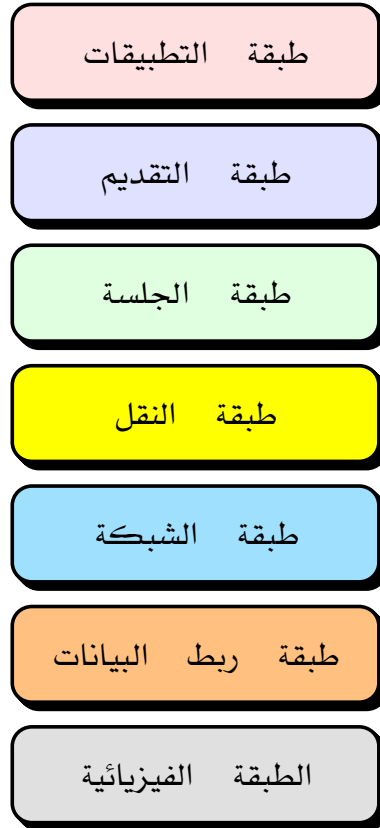 طبقة التطبيقات
طبقة التقديم
طبقة الجلسة
طبقة النقل
طبقة الشبكة
طبقة ربط البيانات
الطبقة الفيزيائية